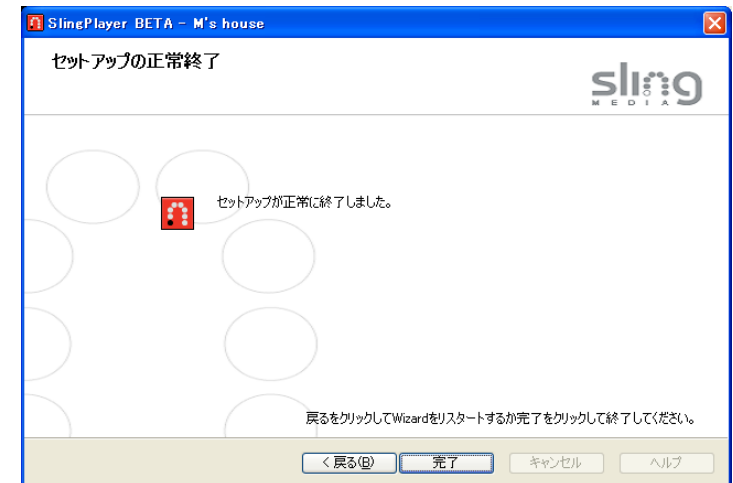 SlingPlayer BETA - M's house
セットアップの正常終了
sling
MEDIA
セットアップが正常に終了しました。
戻るをクリックしてWizardをリスタートするか完了をクリックして終了してください。
< 戻る(B)
完了
キャンセル
ヘルプ